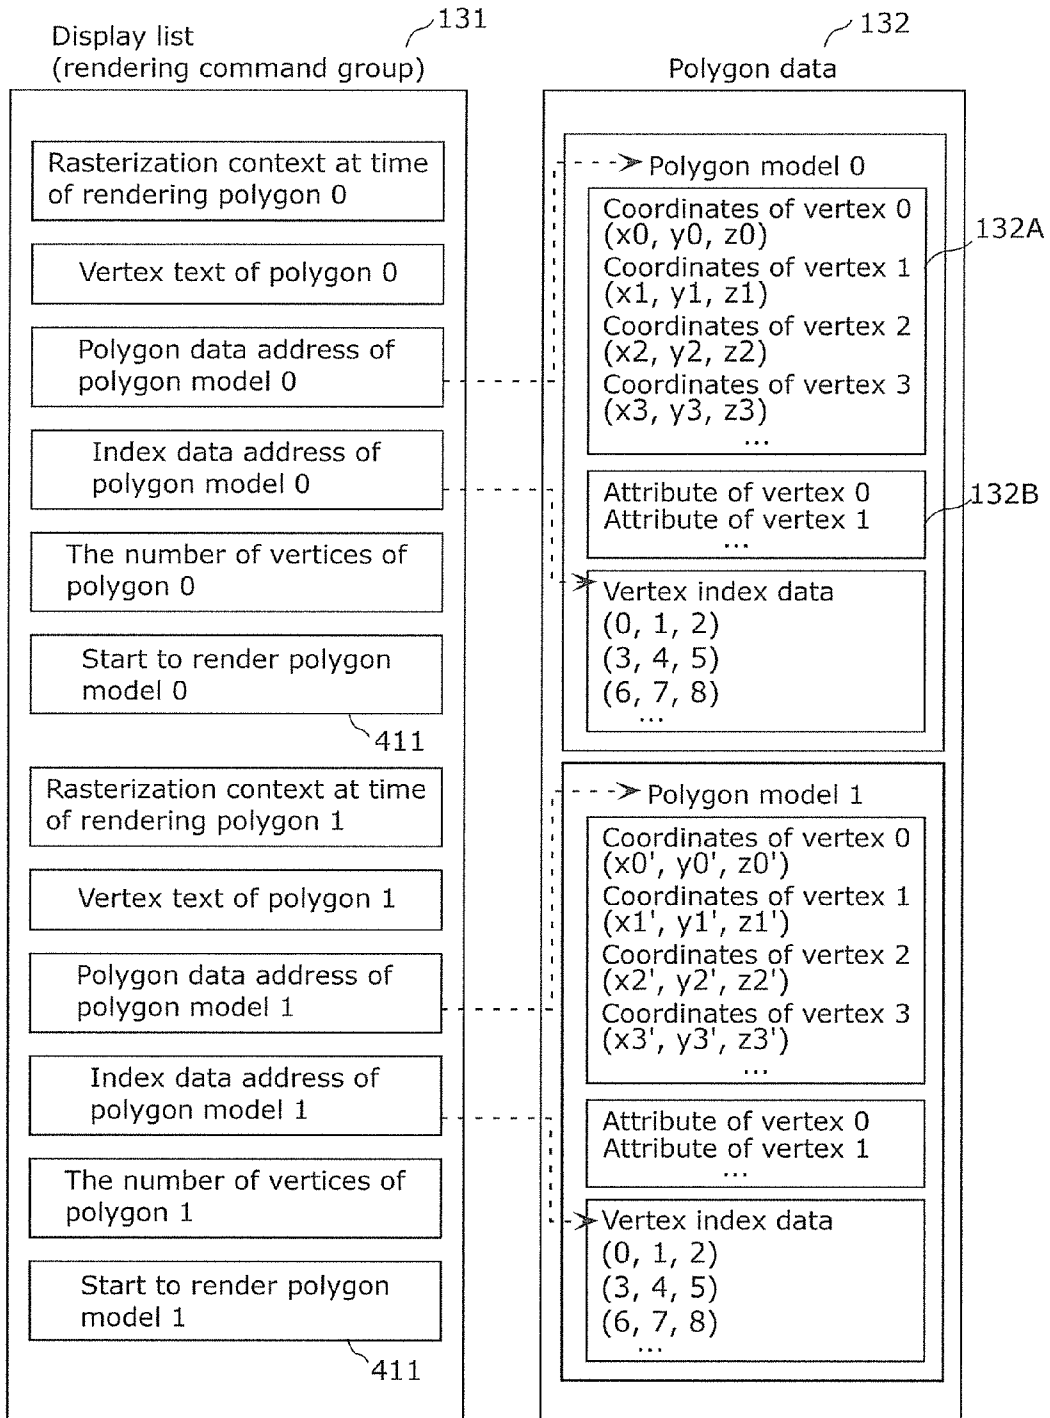 131
Display list
(rendering command group)
Rasterization context at time
of rendering polygon 0
Vertex text of polygon 0
Polygon data address of
polygon model 0
Index data address of
polygon model 0
The number of vertices of
polygon 0
Start to render polygon
model 0
411
Rasterization context at time
of rendering polygon 1
Vertex text of polygon 1
Polygon data address of
polygon model 1
Index data address of
polygon model 1
The number of vertices of
polygon 1
Start to render polygon
model 1
411
132
Polygon data
Polygon model 0
Coordinates of vertex 0
(x0, y0, z0)
Coordinates of vertex 1
(x1, y1, z1)
Coordinates of vertex 2
(x2, y2, z2)
Coordinates of vertex 3
(x3, y3, z3)
...
132A
Attribute of vertex 0
Attribute of vertex 1
...
132B
Vertex index data
(0, 1, 2)
(3, 4, 5)
(6, 7, 8)
...
Polygon model 1
Coordinates of vertex 0
(x0', y0', z0')
Coordinates of vertex 1
(x1', y1', z1')
Coordinates of vertex 2
(x2', y2', z2')
Coordinates of vertex 3
(x3', y3', z3')
...
Attribute of vertex 0
Attribute of vertex 1
...
Vertex index data
(0, 1, 2)
(3, 4, 5)
(6, 7, 8)
...